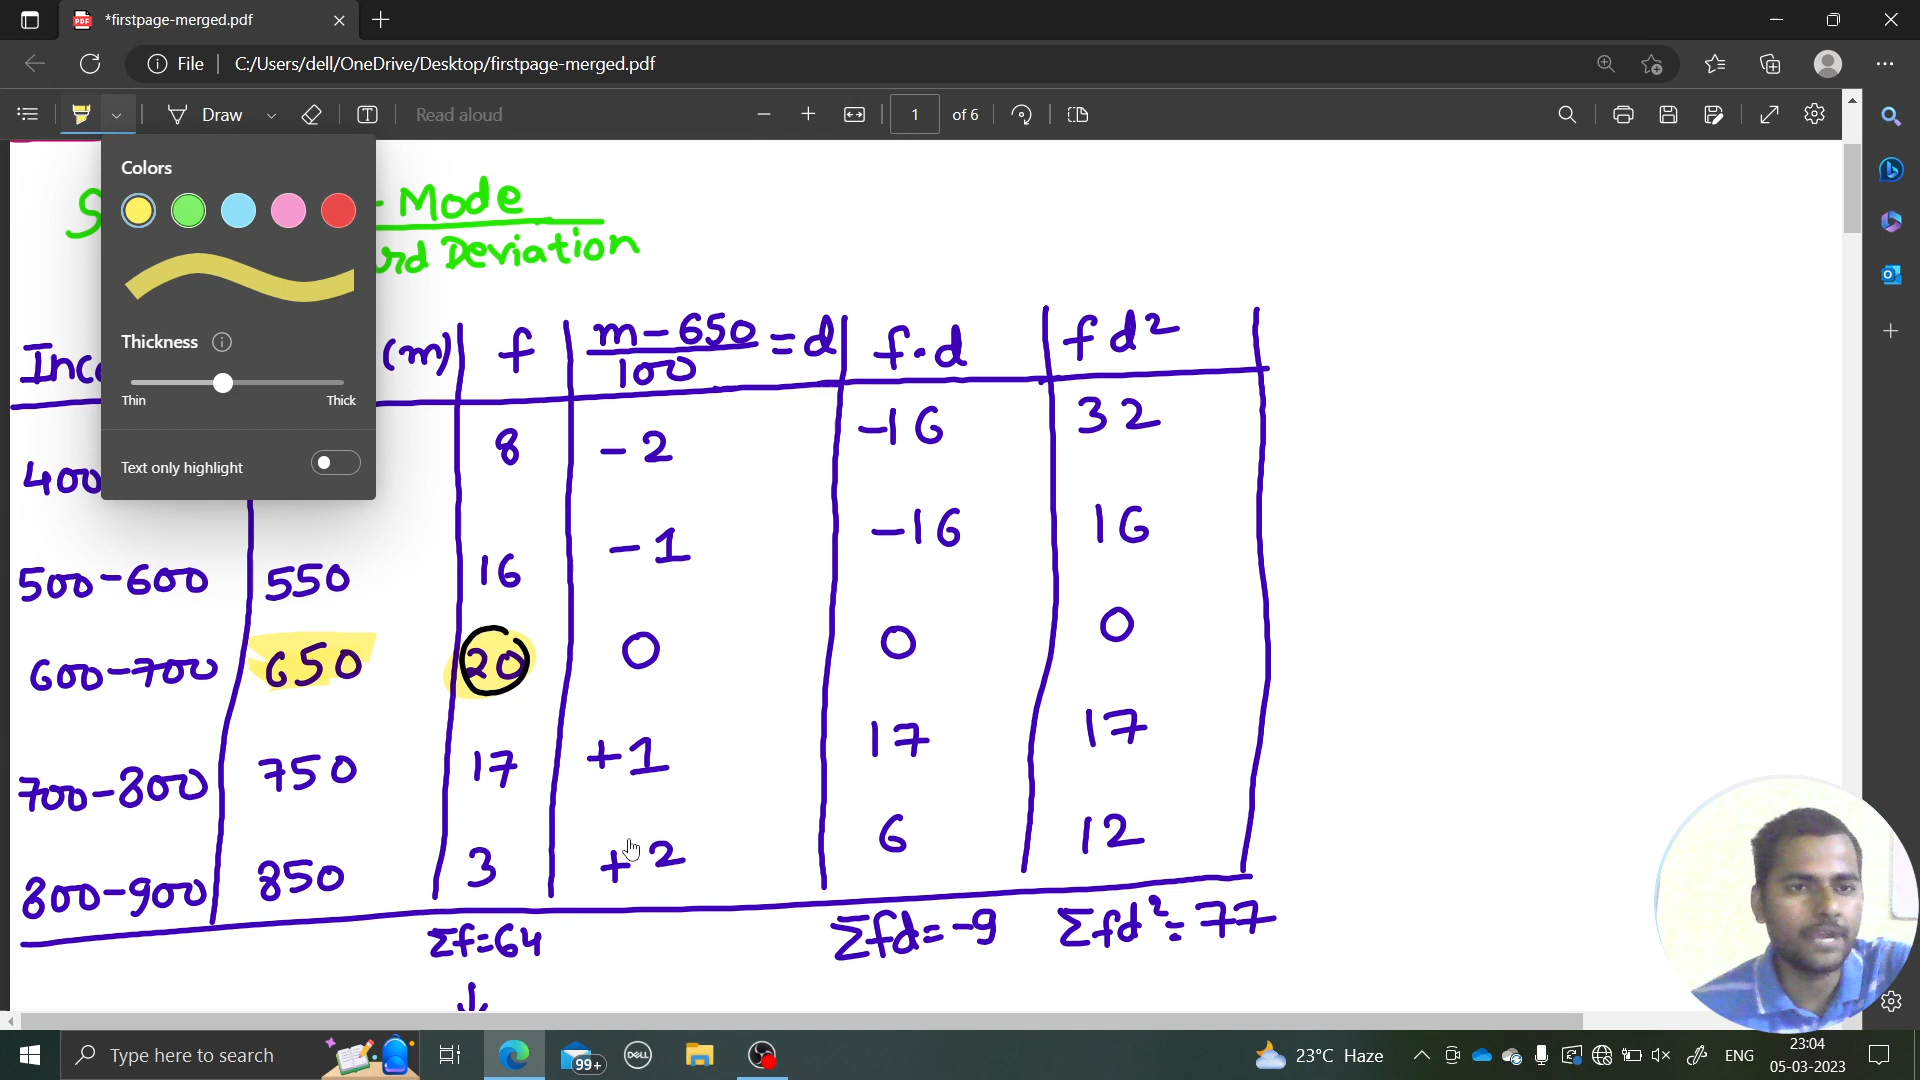 *firstpage-merged.pdf
File C:/Users/dell/OneDrive/Desktop/firstpage-merged.pdf
Draw Read aloud 1 of 6
Colors
Thickness
Thin Thick
Text only highlight
S - Mode
rd Deviation
Inc (m) f m-650/100 = d f.d fd²
400 8 -2 -16 32
500-600 550 16 -1 -16 16
600-700 650 20 0 0 0
700-800 750 17 +1 17 17
800-900 850 3 +2 6 12
Σf=64 Σfd=-9 Σfd²=77
Type here to search
99+
DELL
23°C Haze
ENG
23:04
05-03-2023